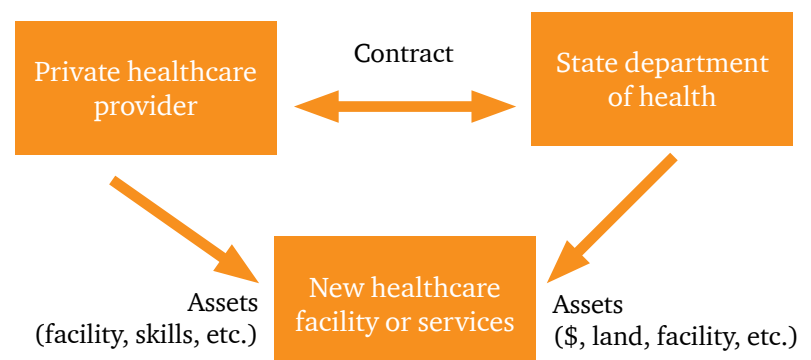 Private healthcare
provider
Contract
State department
of health
New healthcare
facility or services
Assets
(facility, skills, etc.)
Assets
($, land, facility, etc.)